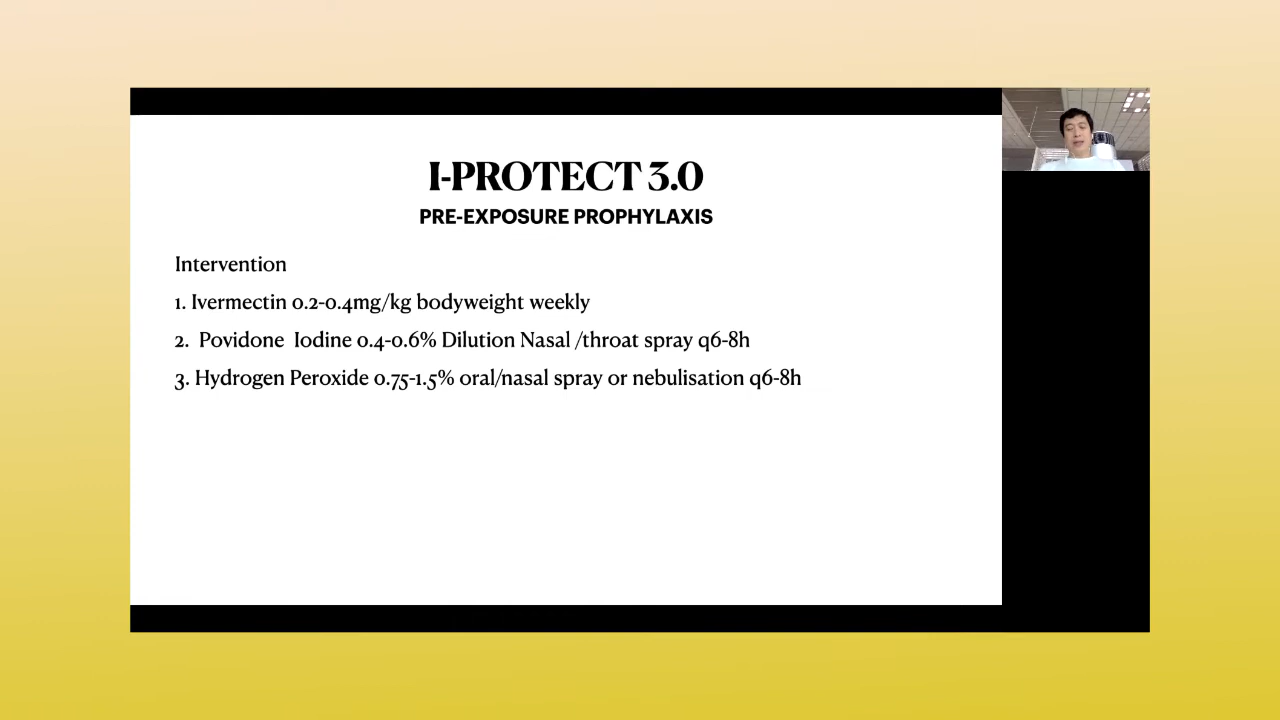 I-PROTECT 3.0
PRE-EXPOSURE PROPHYLAXIS
Intervention
1. Ivermectin 0.2-0.4mg/kg bodyweight weekly
2. Povidone Iodine 0.4-0.6% Dilution Nasal /throat spray q6-8h
3. Hydrogen Peroxide 0.75-1.5% oral/nasal spray or nebulisation q6-8h